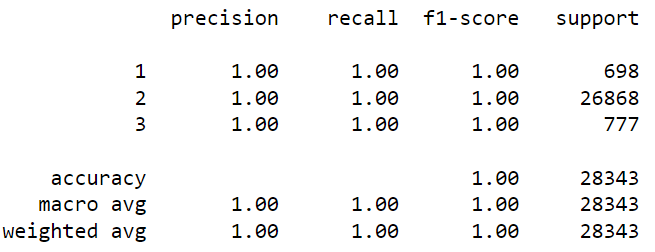 precision recall f1-score support
1 1.00 1.00 1.00 698
2 1.00 1.00 1.00 26868
3 1.00 1.00 1.00 777
accuracy 1.00 28343
macro avg 1.00 1.00 1.00 28343
weighted avg 1.00 1.00 1.00 28343